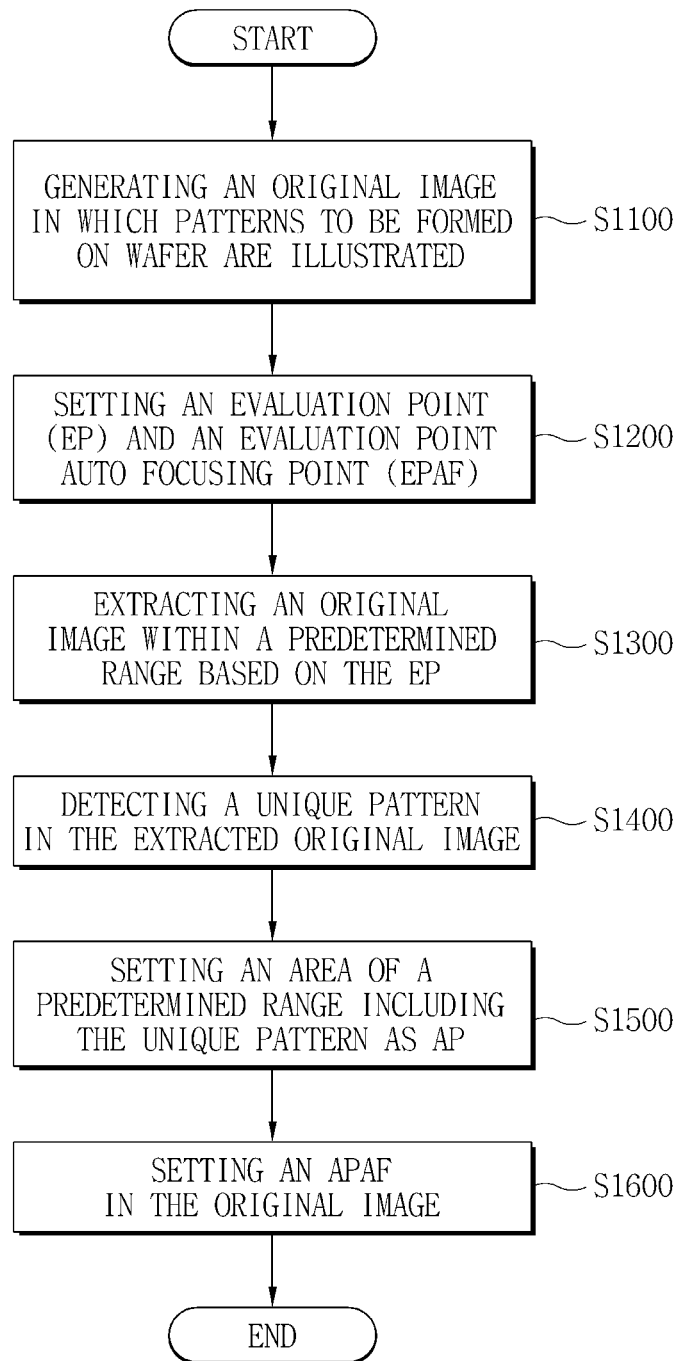 START
GENERATING AN ORIGINAL IMAGE
IN WHICH PATTERNS TO BE FORMED
ON WAFER ARE ILLUSTRATED
S1100
SETTING AN EVALUATION POINT
(EP) AND AN EVALUATION POINT
AUTO FOCUSING POINT (EPAF)
S1200
EXTRACTING AN ORIGINAL
IMAGE WITHIN A PREDETERMINED
RANGE BASED ON THE EP
S1300
DETECTING A UNIQUE PATTERN
IN THE EXTRACTED ORIGINAL IMAGE
S1400
SETTING AN AREA OF A
PREDETERMINED RANGE INCLUDING
THE UNIQUE PATTERN AS AP
S1500
SETTING AN APAF
IN THE ORIGINAL IMAGE
S1600
END